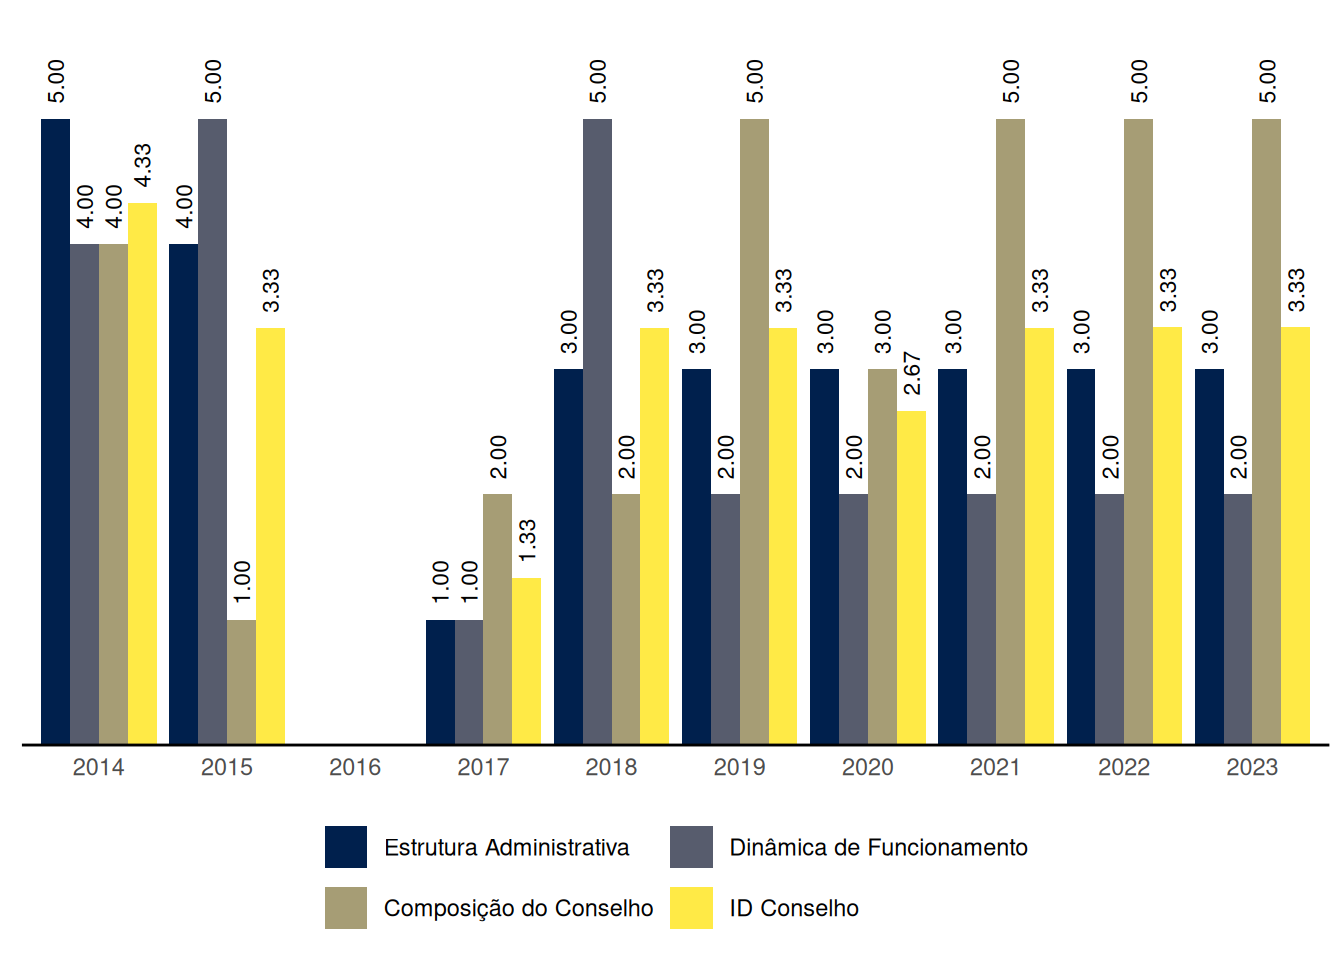 5.00 4.00 4.00 4.33 4.00 5.00 1.00 3.33 1.00 1.00 2.00 1.33 3.00 5.00 2.00 3.33 3.00 2.00 5.00 3.33 3.00 2.00 3.00 2.67 3.00 2.00 5.00 3.33 3.00 2.00 5.00 3.33 3.00 2.00 5.00 3.33
2014 2015 2016 2017 2018 2019 2020 2021 2022 2023
Estrutura Administrativa Dinâmica de Funcionamento
Composição do Conselho ID Conselho